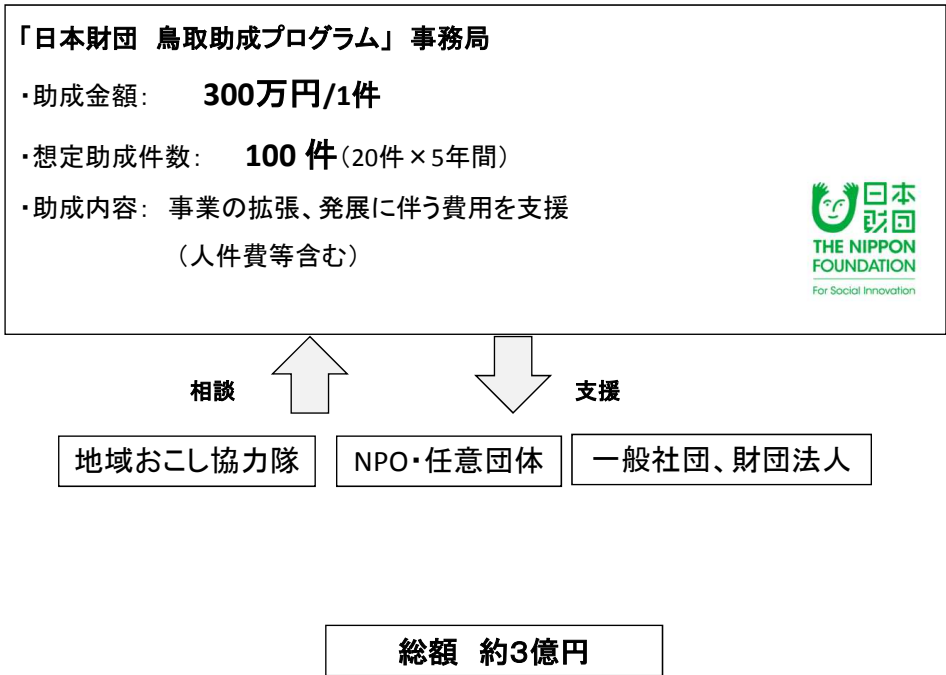 「日本財団 鳥取助成プログラム」 事務局
・助成金額： 300万円/1件
・想定助成件数： 100 件（20件×5年間）
・助成内容： 事業の拡張、発展に伴う費用を支援
（人件費等含む）
日本
財団
THE NIPPON
FOUNDATION
For Social Innovation
相談
支援
地域おこし協力隊
NPO・任意団体
一般社団、財団法人
総額 約3億円